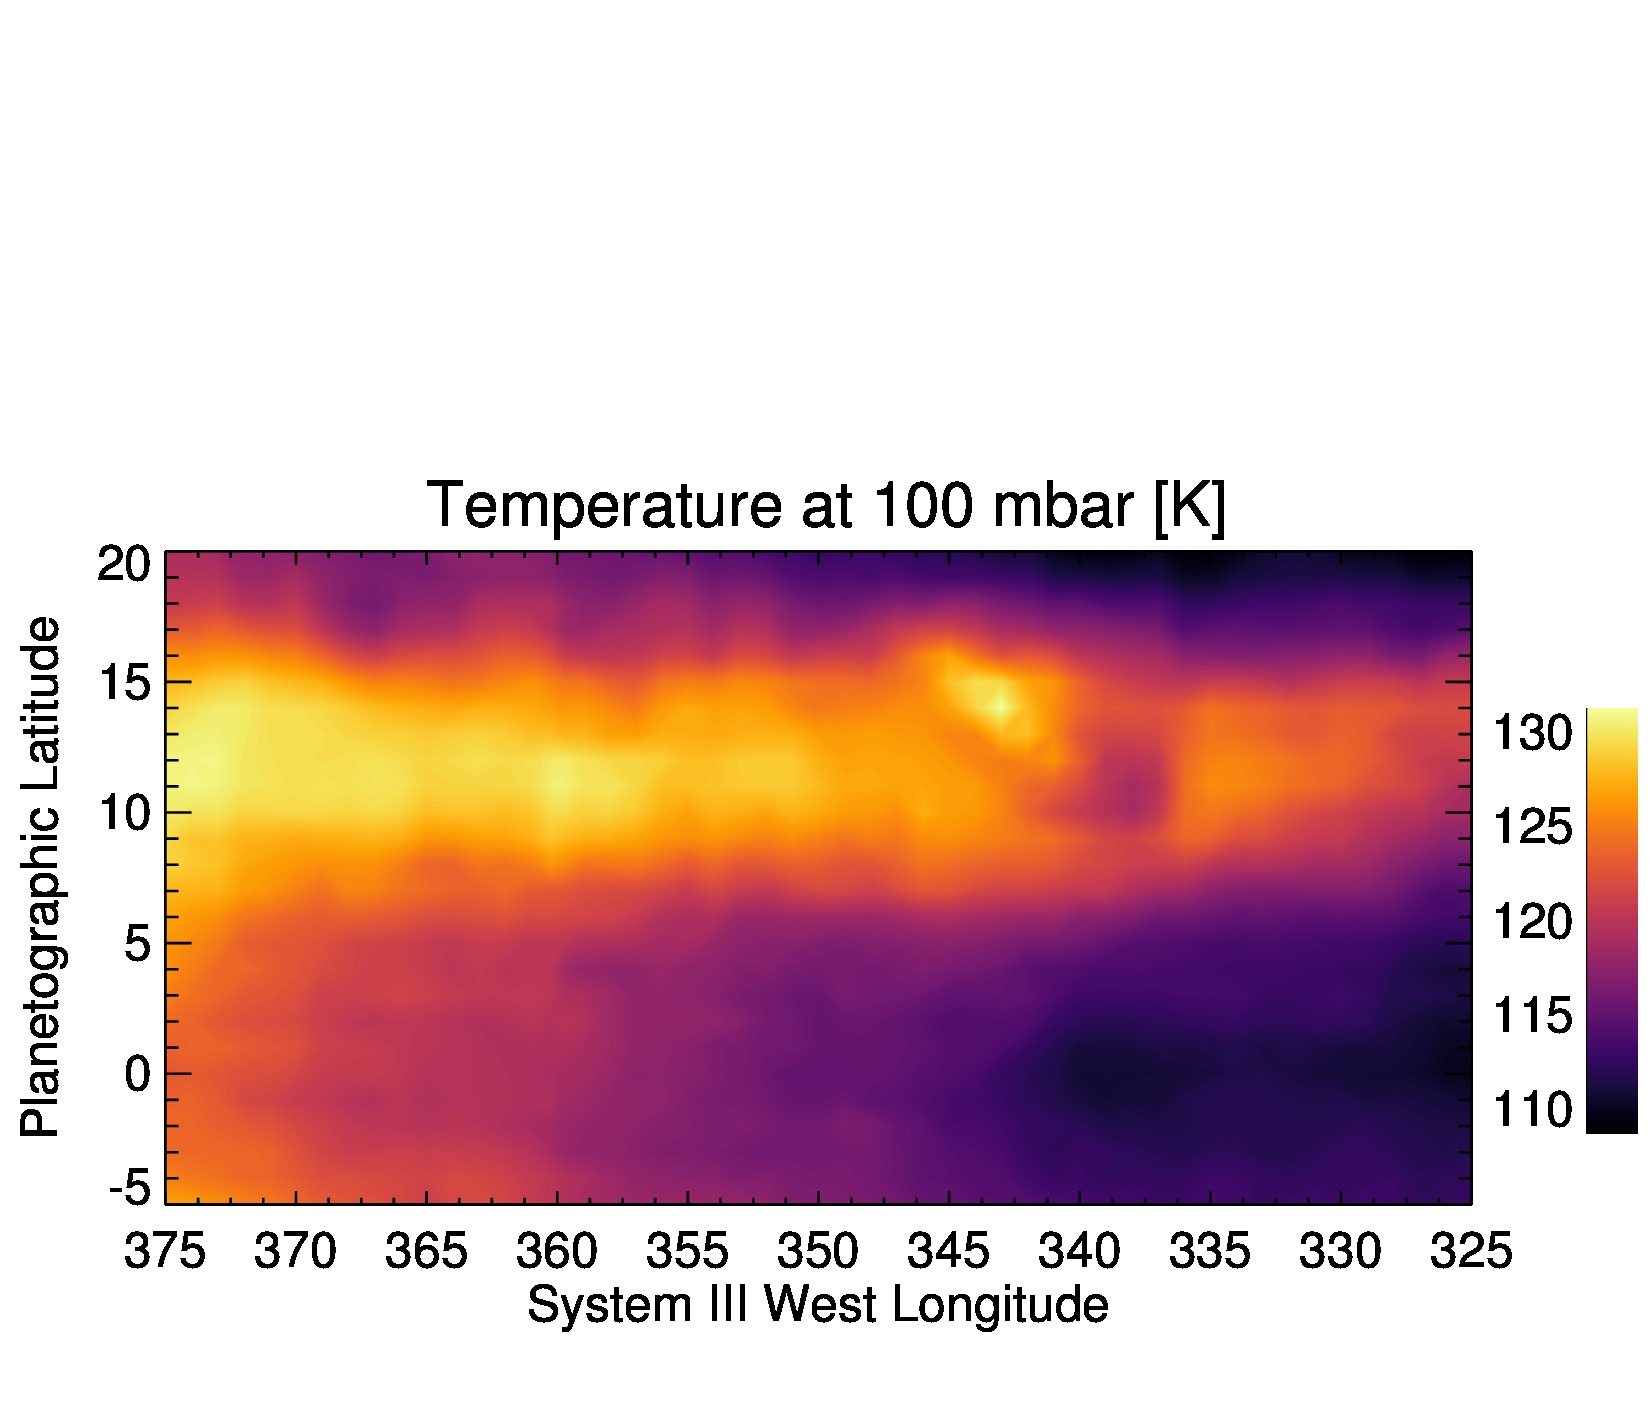 Temperature at 100 mbar [K]
20
15
10
5
0
-5
Planetographic Latitude
375 370 365 360 355 350 345 340 335 330 325
System III West Longitude
130
125
120
115
110